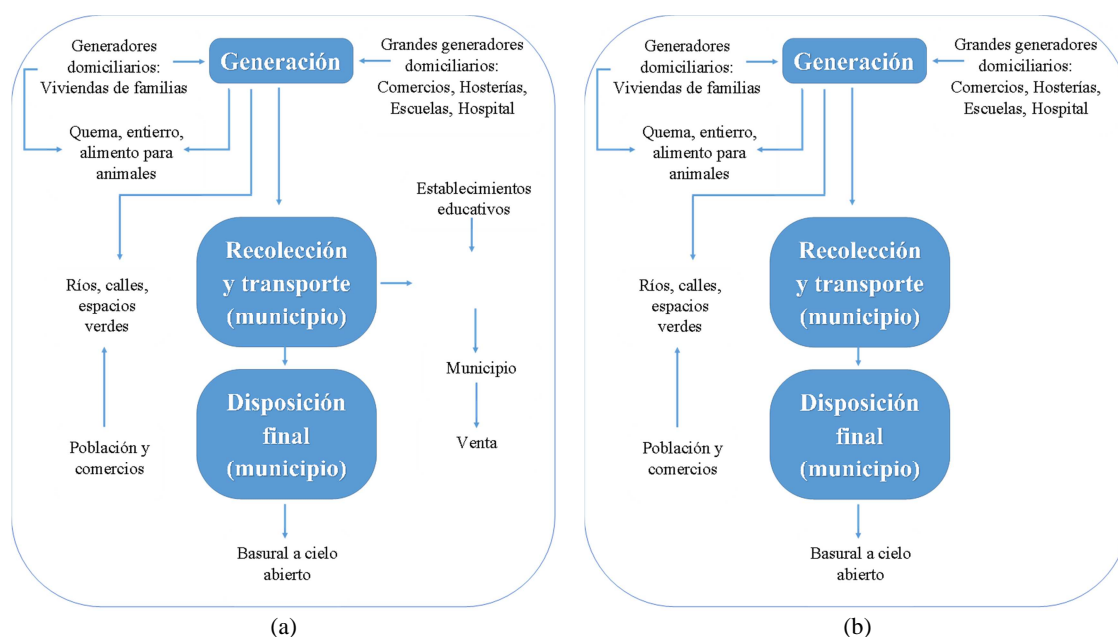 Generadores
domiciliarios:
Viviendas de familias
Generación
Grandes generadores
domiciliarios:
Comercios, Hosterías,
Escuelas, Hospital
Quema, entierro,
alimento para
animales
Establecimientos
educativos
Ríos, calles,
espacios
verdes
Recolección
y transporte
(municipio)
Municipio
Disposición
final
(municipio)
Venta
Población y
comercios
Basural a cielo
abierto
(a)
Generadores
domiciliarios:
Viviendas de familias
Generación
Grandes generadores
domiciliarios:
Comercios, Hosterías,
Escuelas, Hospital
Quema, entierro,
alimento para
animales
Ríos, calles,
espacios
verdes
Recolección
y transporte
(municipio)
Disposición
final
(municipio)
Población y
comercios
Basural a cielo
abierto
(b)